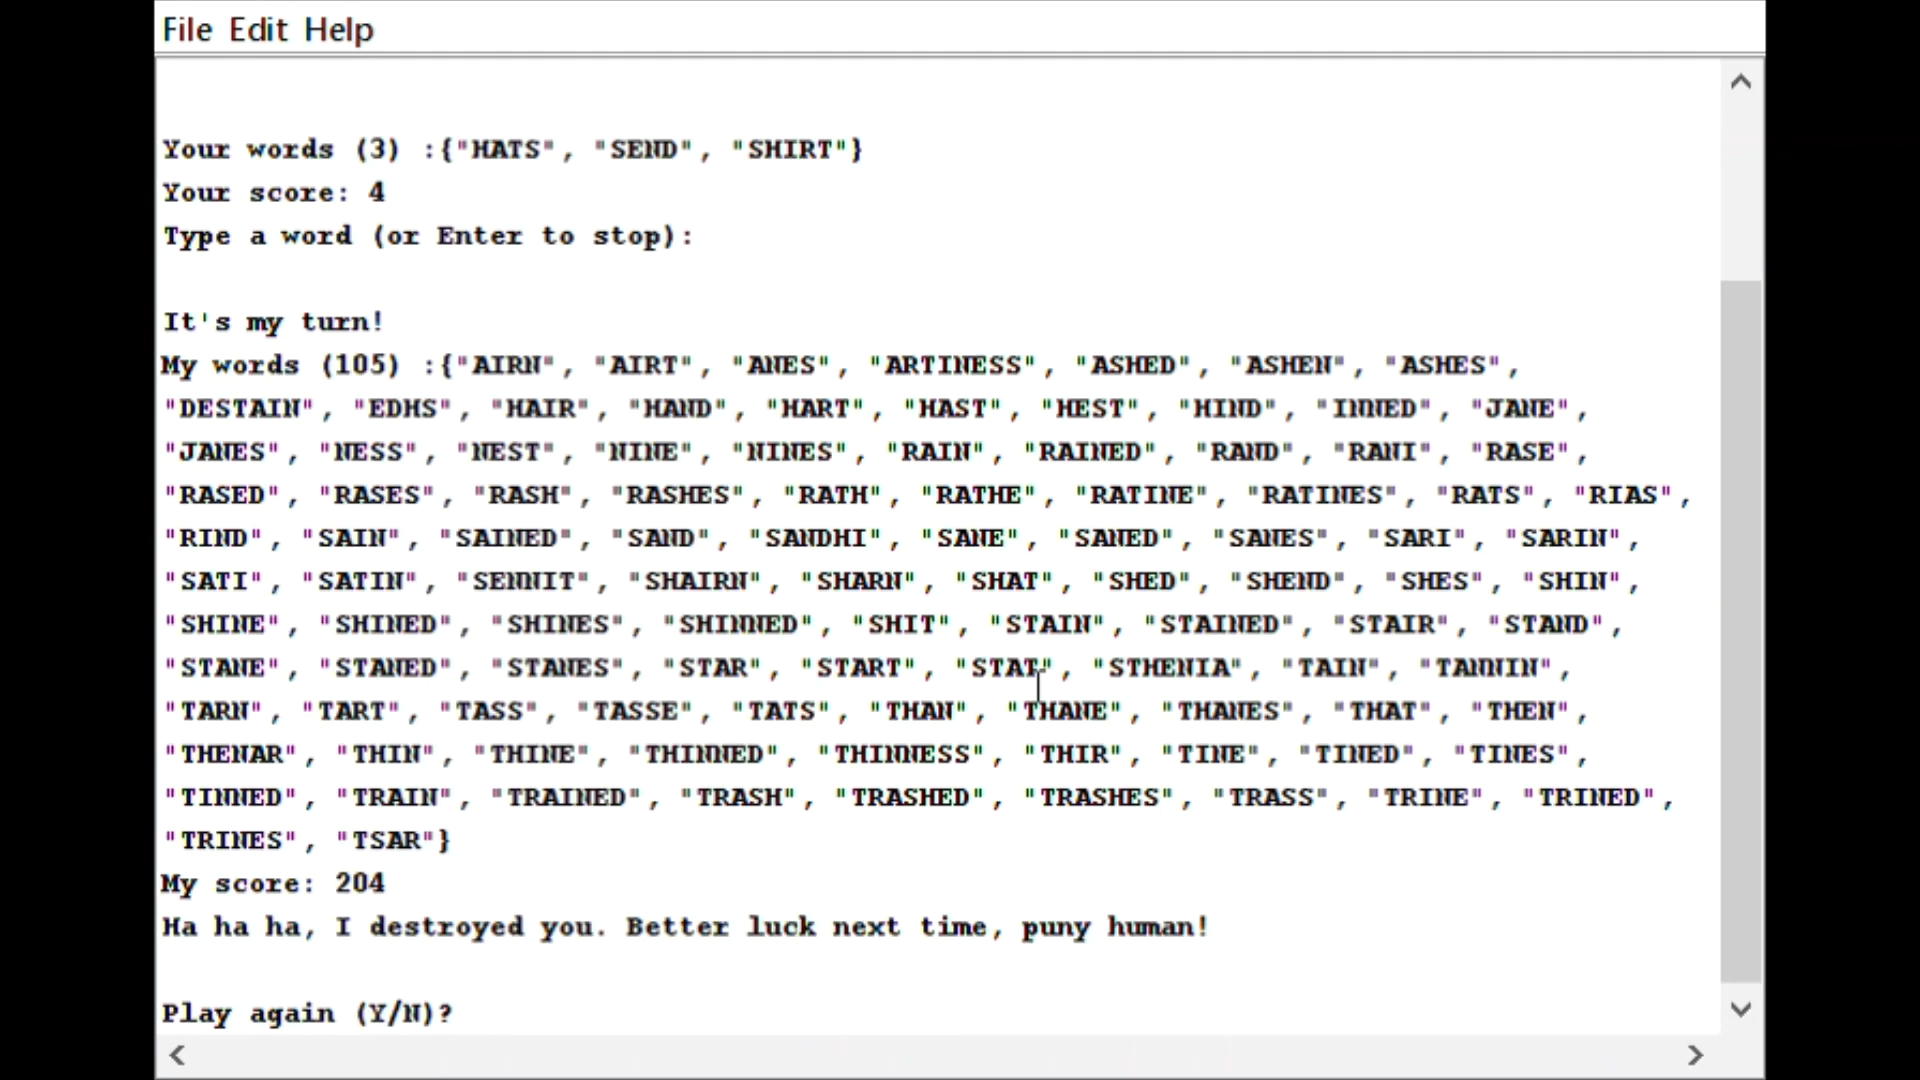 File Edit Help
Your words (3) :{"HATS", "SEND", "SHIRT"}
Your score: 4
Type a word (or Enter to stop):
It's my turn!
My words (105) :{"AIRN", "AIRT", "ANES", "ARTINESS", "ASHED", "ASHEN", "ASHES",
"DESTAIN", "EDHS", "HAIR", "HAND", "HART", "HAST", "HEST", "HIND", "INNED", "JANE",
"JANES", "NESS", "NEST", "NINE", "NINES", "RAIN", "RAINED", "RAND", "RANI", "RASE",
"RASED", "RASES", "RASH", "RASHES", "RATH", "RATHE", "RATINE", "RATINES", "RATS", "RIAS",
"RIND", "SAIN", "SAINED", "SAND", "SANDHI", "SANE", "SANED", "SANES", "SARI", "SARIN",
"SATI", "SATIN", "SENNIT", "SHAIRN", "SHARN", "SHAT", "SHED", "SHEND", "SHES", "SHIN",
"SHINE", "SHINED", "SHINES", "SHINNED", "SHIT", "STAIN", "STAINED", "STAIR", "STAND",
"STANE", "STANED", "STANES", "STAR", "START", "STAT", "STHENIA", "TAIN", "TANNIN",
"TARN", "TART", "TASS", "TASSE", "TATS", "THAN", "THANE", "THANES", "THAT", "THEN",
"THENAR", "THIN", "THINE", "THINNED", "THINNESS", "THIR", "TINE", "TINED", "TINES",
"TINNED", "TRAIN", "TRAINED", "TRASH", "TRASHED", "TRASHES", "TRASS", "TRINE", "TRINED",
"TRINES", "TSAR"}
My score: 204
Ha ha ha, I destroyed you. Better luck next time, puny human!
Play again (Y/N)?